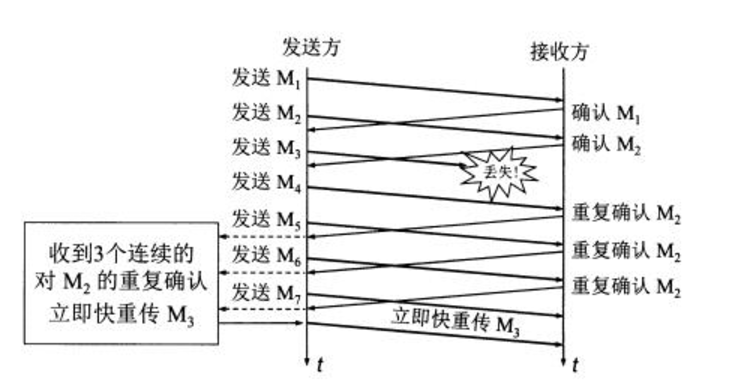 发送方
接收方
发送 M₁
发送 M₂
确认 M₁
确认 M₂
发送 M₃
丢失!
发送 M₄
重复确认 M₂
发送 M₅
收到3个连续的
对 M₂ 的重复确认
立即快重传 M₃
重复确认 M₂
发送 M₆
重复确认 M₂
发送 M₇
立即快重传 M₃
t
t